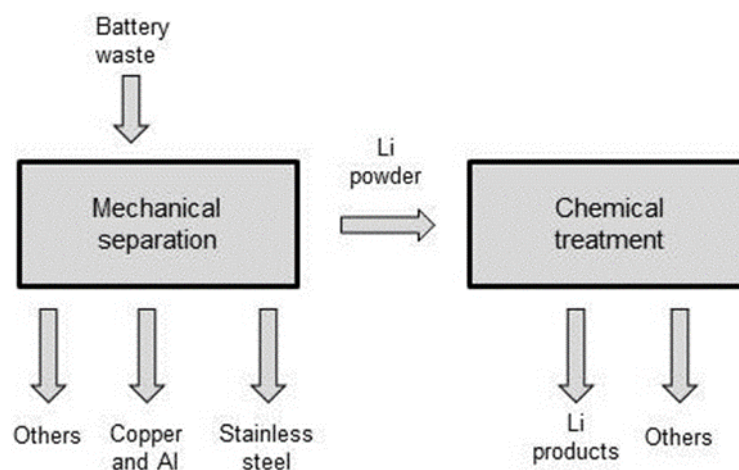 Battery
waste
Mechanical
separation
Li
powder
Chemical
treatment
Others
Copper
and Al
Stainless
steel
Li
products
Others